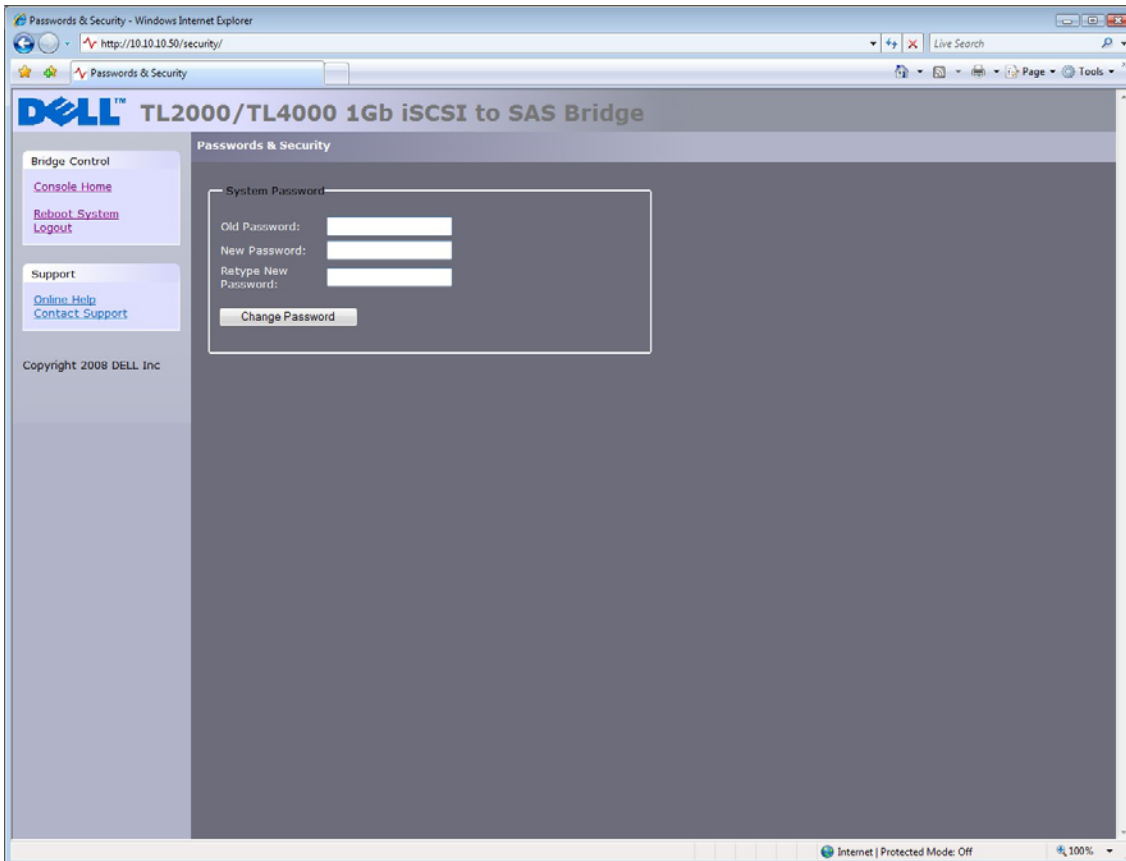 Passwords & Security - Windows Internet Explorer
http://10.10.10.50/security/
Live Search
Passwords & Security
Page
Tools
DELL™ TL2000/TL4000 1Gb iSCSI to SAS Bridge
Passwords & Security
Bridge Control
Console Home
Reboot System
Logout
Support
Online Help
Contact Support
Copyright 2008 DELL Inc
System Password
Old Password:
New Password:
Retype New
Password:
Change Password
Internet | Protected Mode: Off
100%